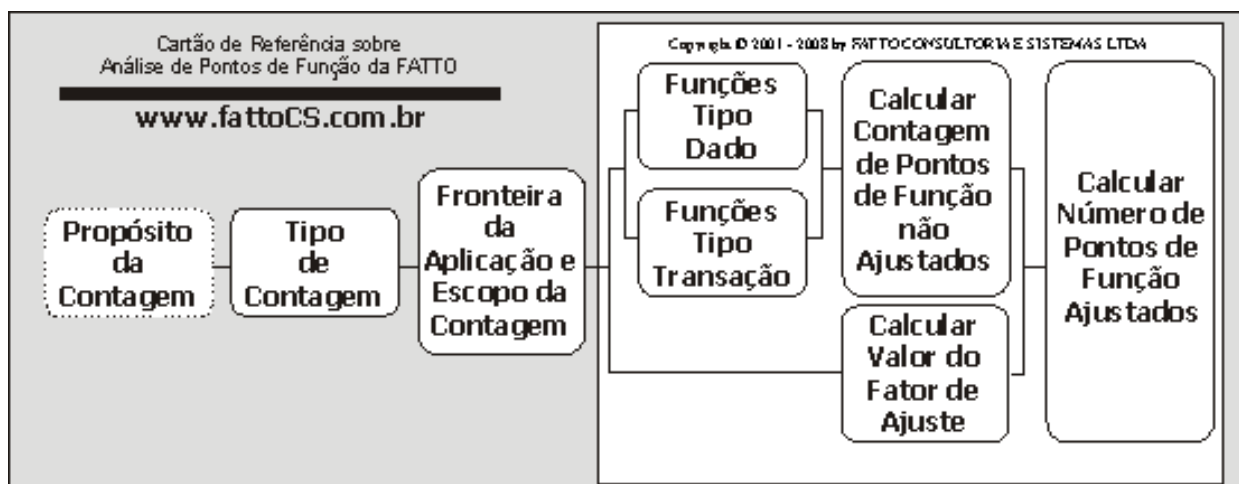 Cartão de Referência sobre
Análise de Pontos de Função da FATTO
www.fattoCS.com.br
Copyright © 2001 - 2008 by FATTO CONSULTORIA E SISTEMAS LTDA
Propósito
da
Contagem
Tipo
de
Contagem
Fronteira
da
Aplicação e
Escopo da
Contagem
Funções
Tipo
Dado
Funções
Tipo
Transação
Calcular
Contagem
de Pontos
de Função
não
Ajustados
Calcular
Valor do
Fator de
Ajuste
Calcular
Número de
Pontos de
Função
Ajustados